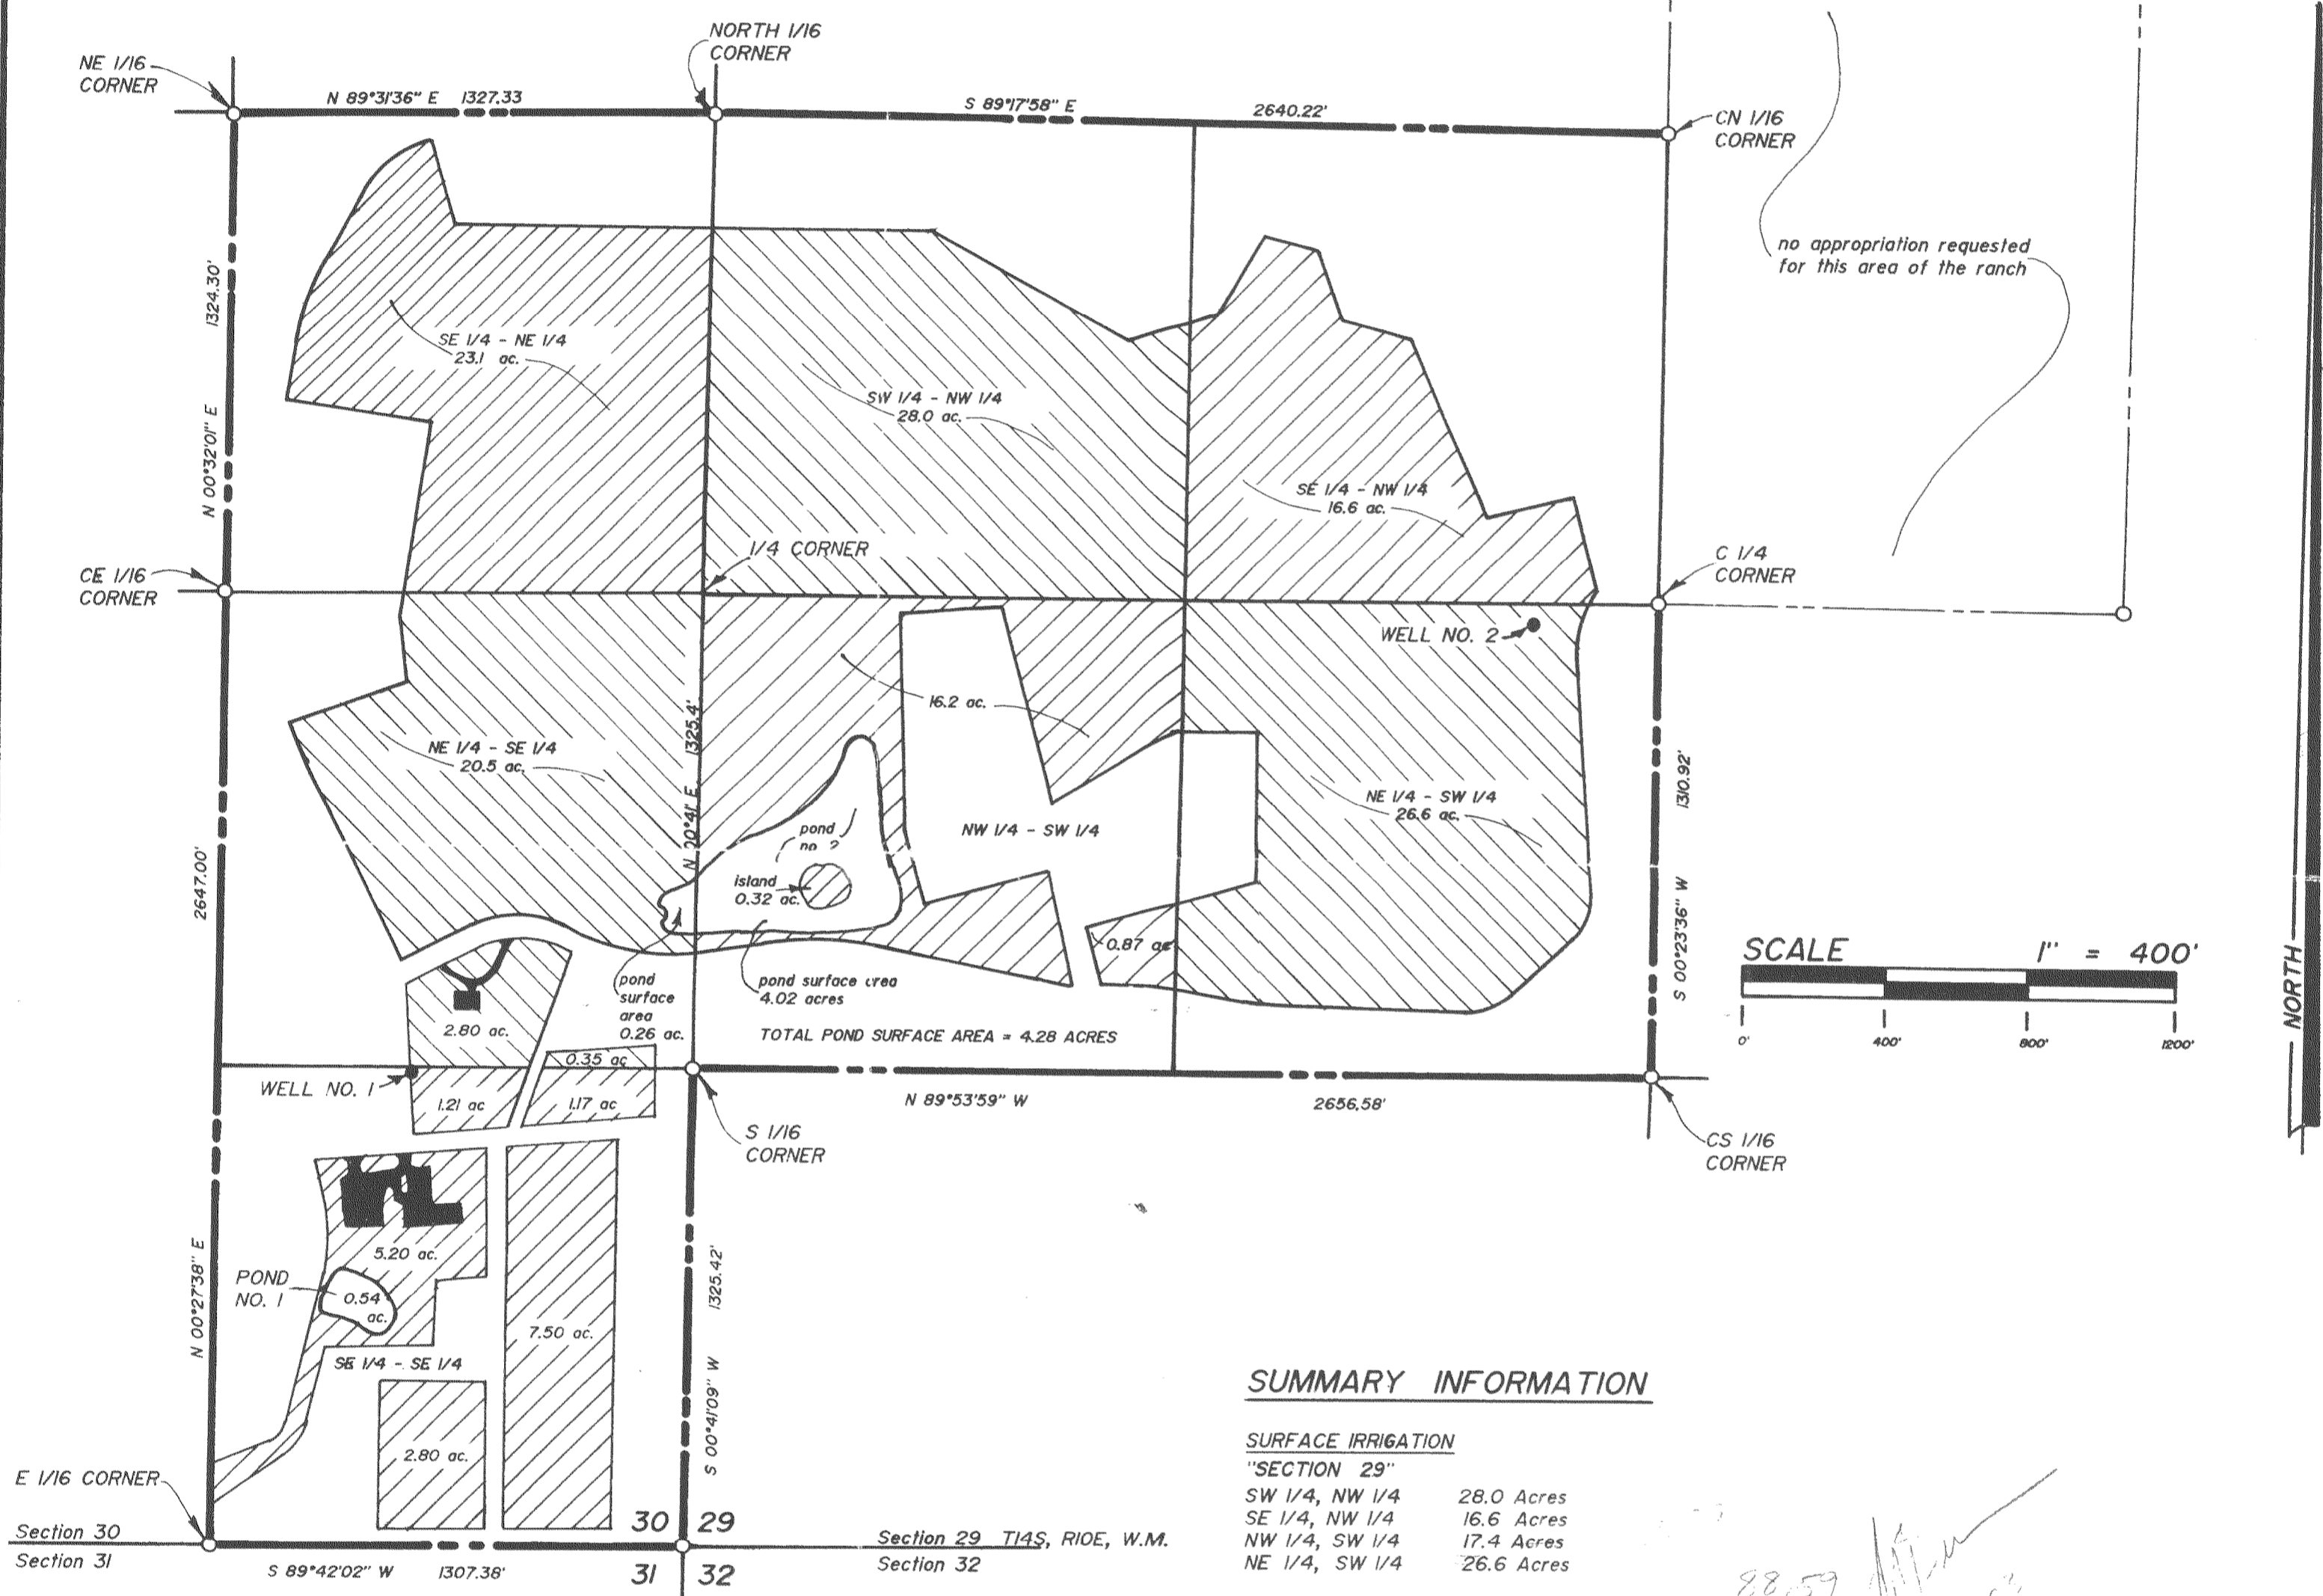 NORTH 1/16
CORNER
NE 1/16
CORNER
N 89°31'36" E 1327.33
S 89°17'58" E 2640.22'
CN 1/16
CORNER
no appropriation requested
for this area of the ranch
1324.30'
N 00°32'01" E
SE 1/4 - NE 1/4
23.1 ac.
SW 1/4 - NW 1/4
28.0 ac.
SE 1/4 - NW 1/4
16.6 ac.
1/4 CORNER
C 1/4
CORNER
CE 1/16
CORNER
WELL NO. 2
16.2 ac.
1325.4'
NE 1/4 - SE 1/4
20.5 ac.
NE 1/4 - SW 1/4
26.6 ac.
1310.92'
S 00°23'36" W
pond
no. 2
NW 1/4 - SW 1/4
island
0.32 ac.
2647.00'
0.87 ac
SCALE 1" = 400'
0' 400' 800' 1200'
NORTH
pond
surface
area
0.26 ac.
pond surface area
4.02 acres
TOTAL POND SURFACE AREA = 4.28 ACRES
2.80 ac.
0.35 ac
WELL NO. 1
1.21 ac
1.17 ac
N 89°53'59" W 2656.58'
S 1/16
CORNER
CS 1/16
CORNER
5.20 ac.
POND
NO. 1
0.54
ac.
N 00°27'38" E
7.50 ac.
1325.42'
S 00°41'09" W
SE 1/4 - SE 1/4
2.80 ac.
E 1/16 CORNER
Section 30
Section 31
S 89°42'02" W 1307.38'
30 29
31 32
Section 29 T14S, R10E, W.M.
Section 32
SUMMARY INFORMATION
SURFACE IRRIGATION
"SECTION 29"
SW 1/4, NW 1/4 28.0 Acres
SE 1/4, NW 1/4 16.6 Acres
NW 1/4, SW 1/4 17.4 Acres
NE 1/4, SW 1/4 26.6 Acres